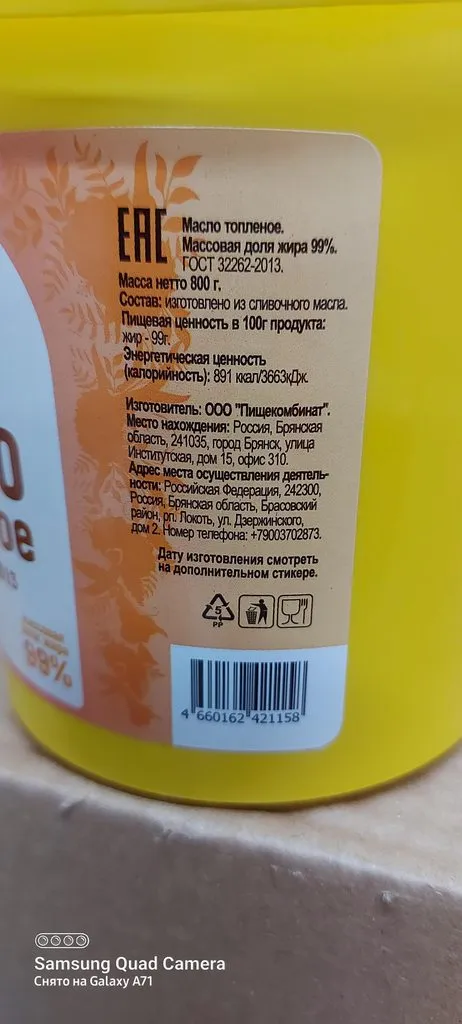 EAC
Масло топленое.
Массовая доля жира 99%.
ГОСТ 32262-2013.
Масса нетто 800 г.
Состав: изготовлено из сливочного масла.
Пищевая ценность в 100г продукта:
жир - 99г.
Энергетическая ценность
(калорийность): 891 ккал/3663кДж.
Изготовитель: ООО "Пищекомбинат".
Место нахождения: Россия, Брянская
область, 241035, город Брянск, улица
Институтская, дом 15, офис 310.
Адрес места осуществления деятель-
ности: Российская Федерация, 242300,
Россия, Брянская область, Брасовский
район, рп. Локоть, ул. Дзержинского,
дом 2. Номер телефона: +79003702873.
Дату изготовления смотреть
на дополнительном стикере.
5
PP
4 660162 421158
99%
Samsung Quad Camera
Снято на Galaxy A71